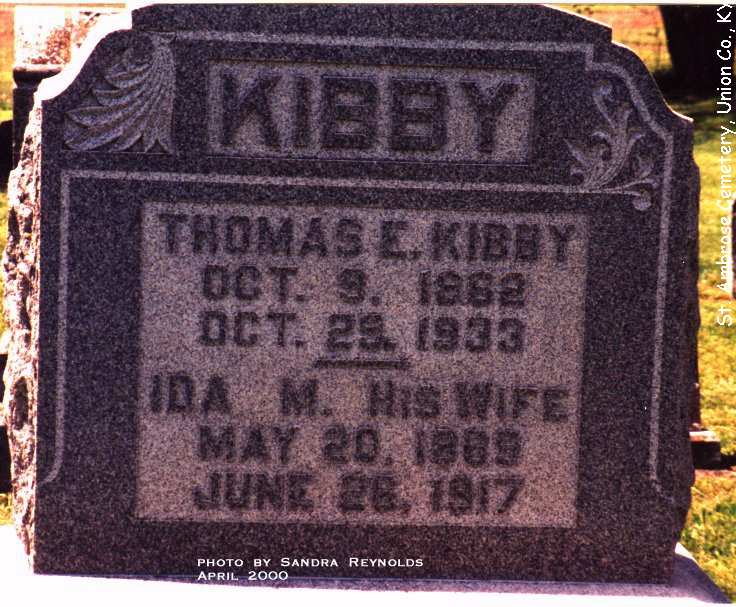 KIBBY
THOMAS E. KIBBY
OCT. 9. 1862
OCT. 29. 1933
IDA M. HIS WIFE
MAY 20. 1869
JUNE 26. 1917
PHOTO BY SANDRA REYNOLDS
APRIL 2000
St Ambrose Cemetery, Union Co., KY